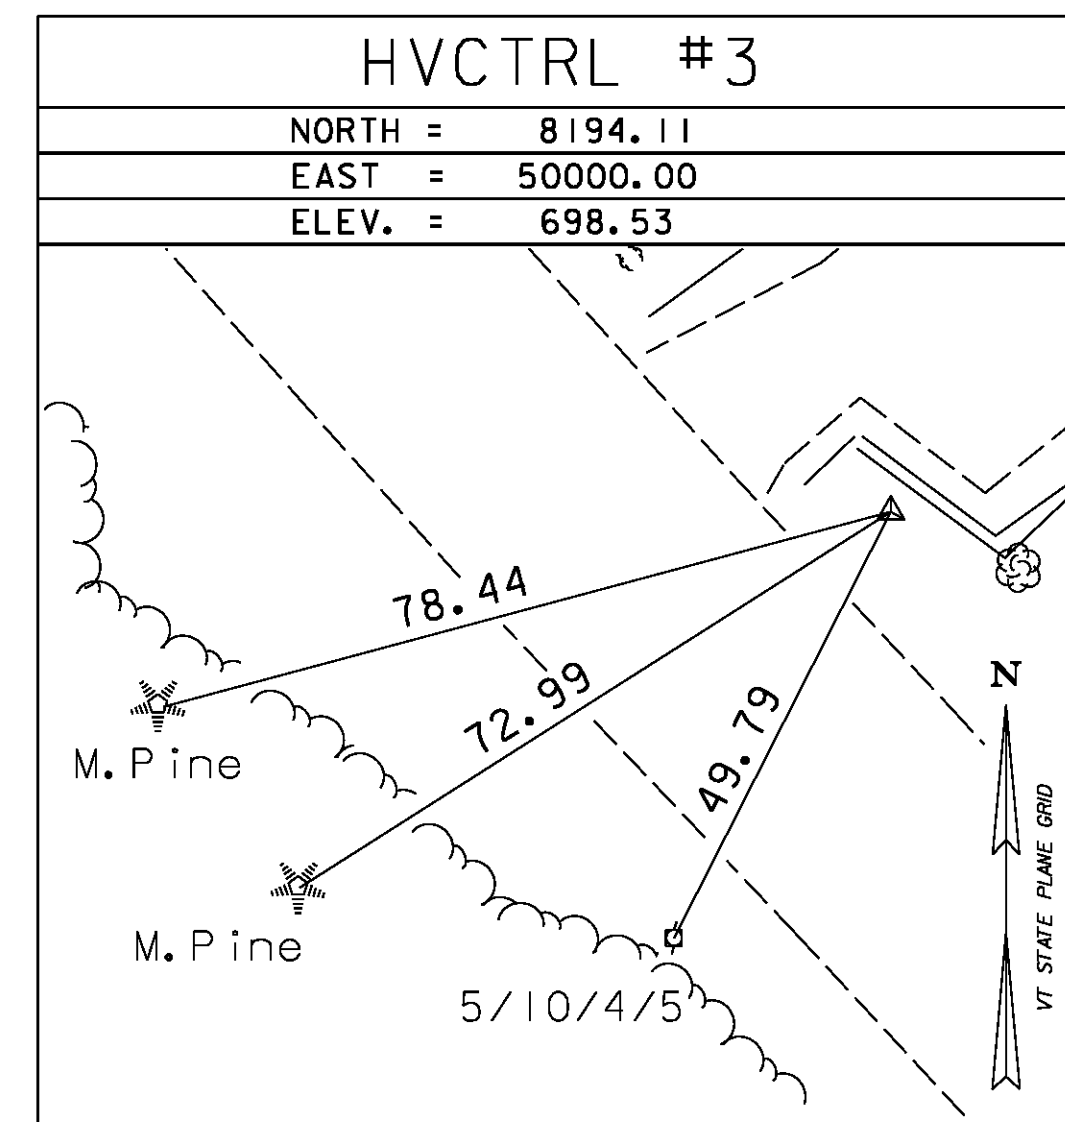 HVCTRL #3
NORTH = 8194.11
EAST = 50000.00
ELEV. = 698.53
78.44
72.99
49.79
N
M.Pine
VT STATE PLANE GRID
M.Pine
5/10/4/5